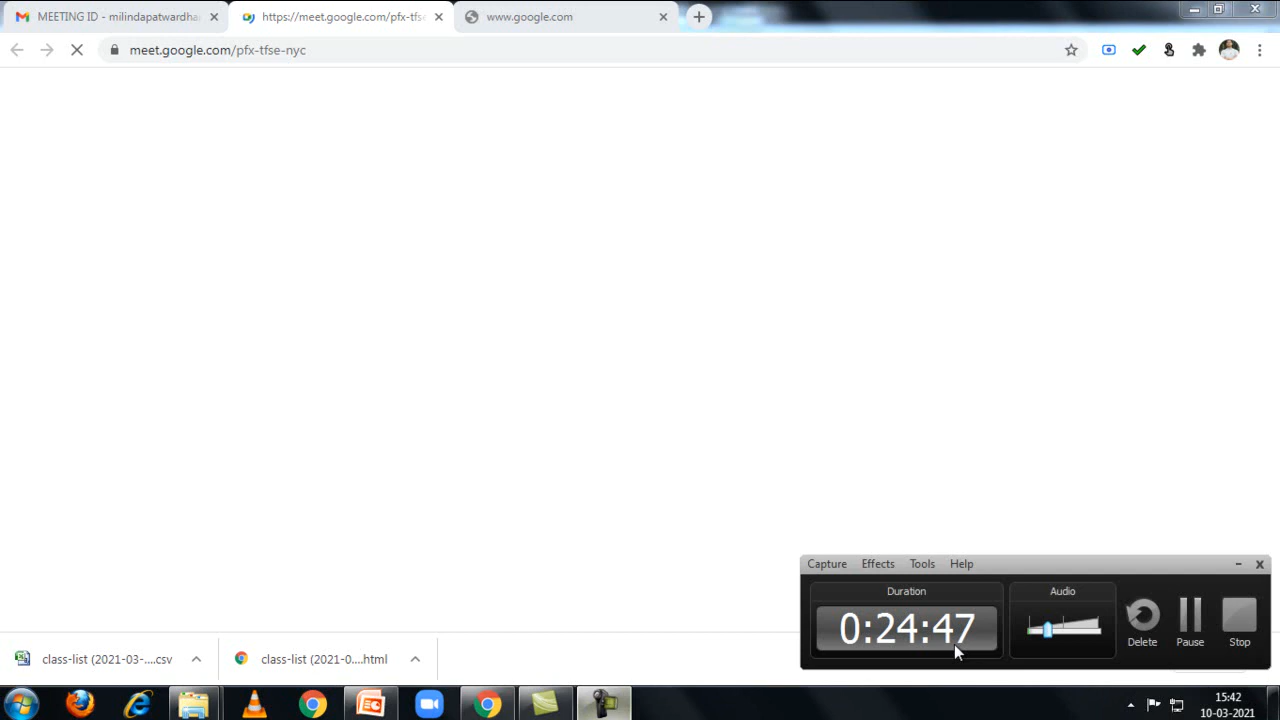 MEETING ID - milindapatwardha
https://meet.google.com/pfx-tfse
www.google.com
meet.google.com/pfx-tfse-nyc
Capture Effects Tools Help
Duration
Audio
0:24:47
Delete Pause Stop
class-list (2021-03-....csv
class-list (2021-0....html
15:42
10-03-2021